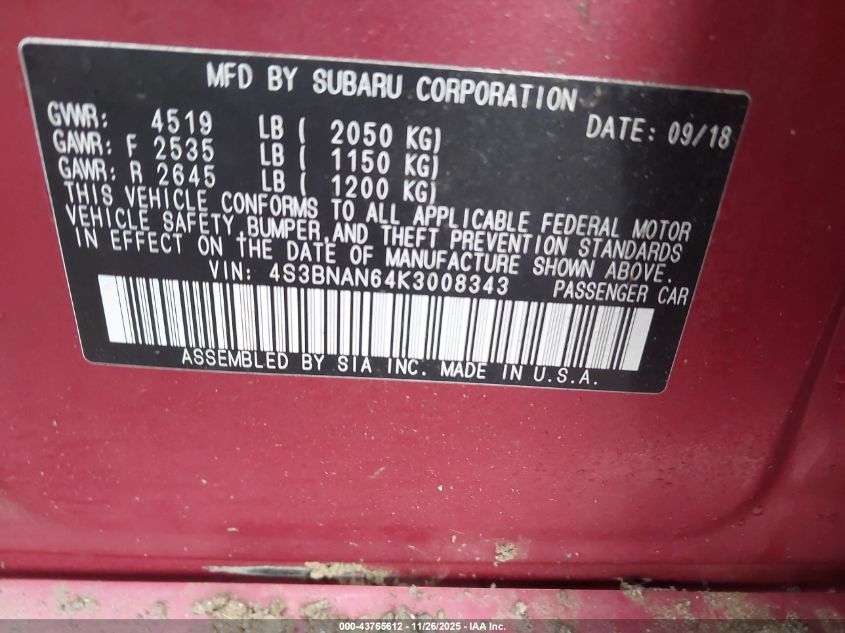 MFD BY SUBARU CORPORATION
GVWR: 4519 LB ( 2050 KG) DATE: 09/18
GAWR: F 2535 LB ( 1150 KG)
GAWR: R 2645 LB ( 1200 KG)
THIS VEHICLE CONFORMS TO ALL APPLICABLE FEDERAL MOTOR
VEHICLE SAFETY, BUMPER, AND THEFT PREVENTION STANDARDS
IN EFFECT ON THE DATE OF MANUFACTURE SHOWN ABOVE.
VIN: 4S3BNAN64K3008343 PASSENGER CAR
ASSEMBLED BY SIA INC. MADE IN U.S.A.
000-43765612 - 11/26/2025 - IAA Inc.